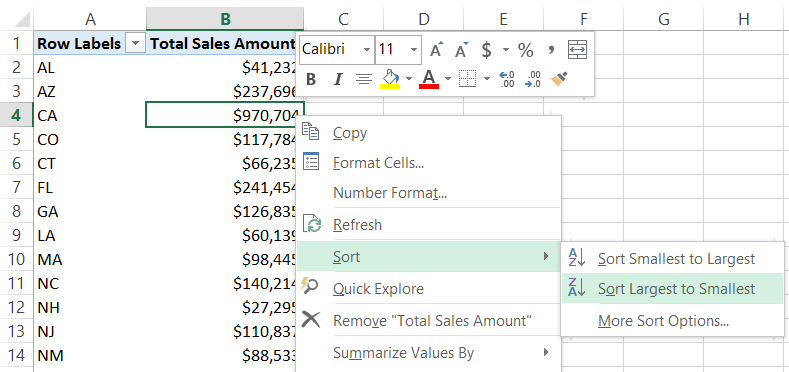 A B C D E F G H
1 Row Labels Total Sales Amount
Calibri 11 A A $ % ,
B I A .0 .00 .00 .0
2 AL $41,232
3 AZ $237,696
4 CA $970,704
5 CO $117,784
6 CT $66,235
7 FL $241,454
8 GA $126,835
9 LA $60,139
10 MA $98,445
11 NC $140,214
12 NH $27,295
13 NJ $110,837
14 NM $88,533
Copy
Format Cells...
Number Format...
Refresh
Sort
Quick Explore
Remove "Total Sales Amount"
Summarize Values By
Sort Smallest to Largest
Sort Largest to Smallest
More Sort Options...